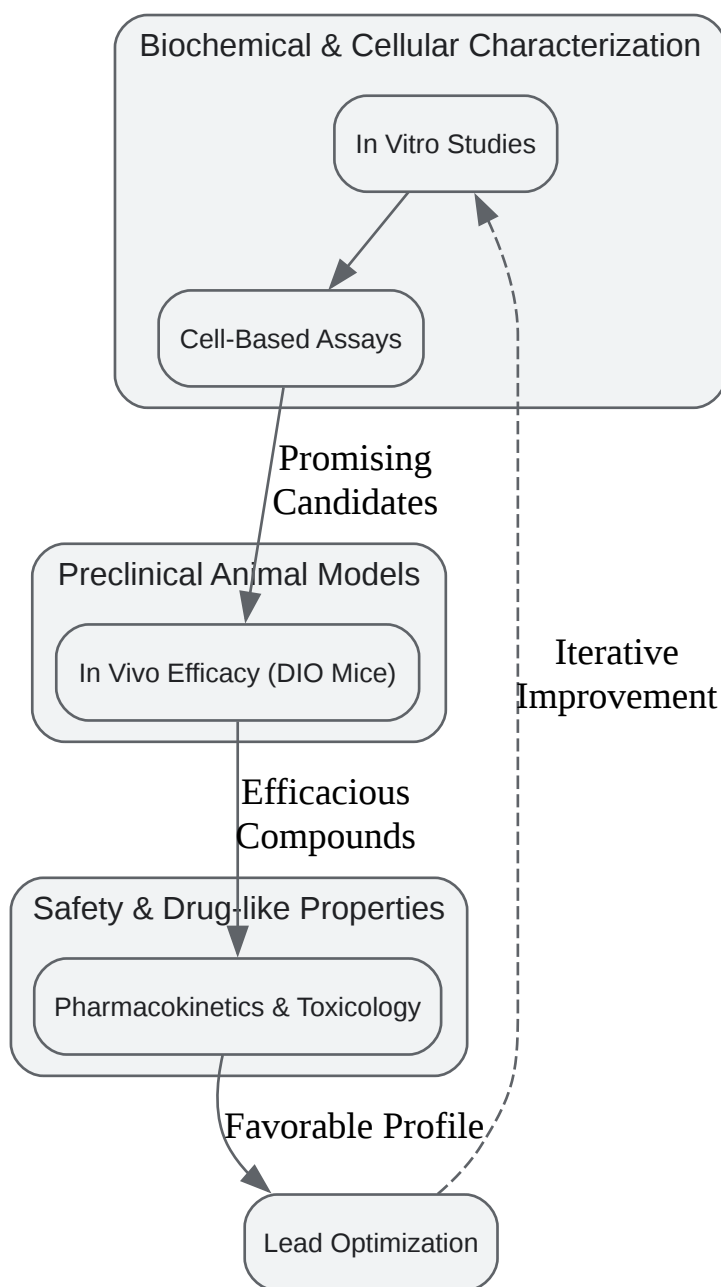 Biochemical & Cellular Characterization
In Vitro Studies
Cell-Based Assays
Promising
Candidates
Preclinical Animal Models
In Vivo Efficacy (DIO Mice)
Iterative
Improvement
Efficacious
Compounds
Safety & Drug-like Properties
Pharmacokinetics & Toxicology
Favorable Profile
Lead Optimization